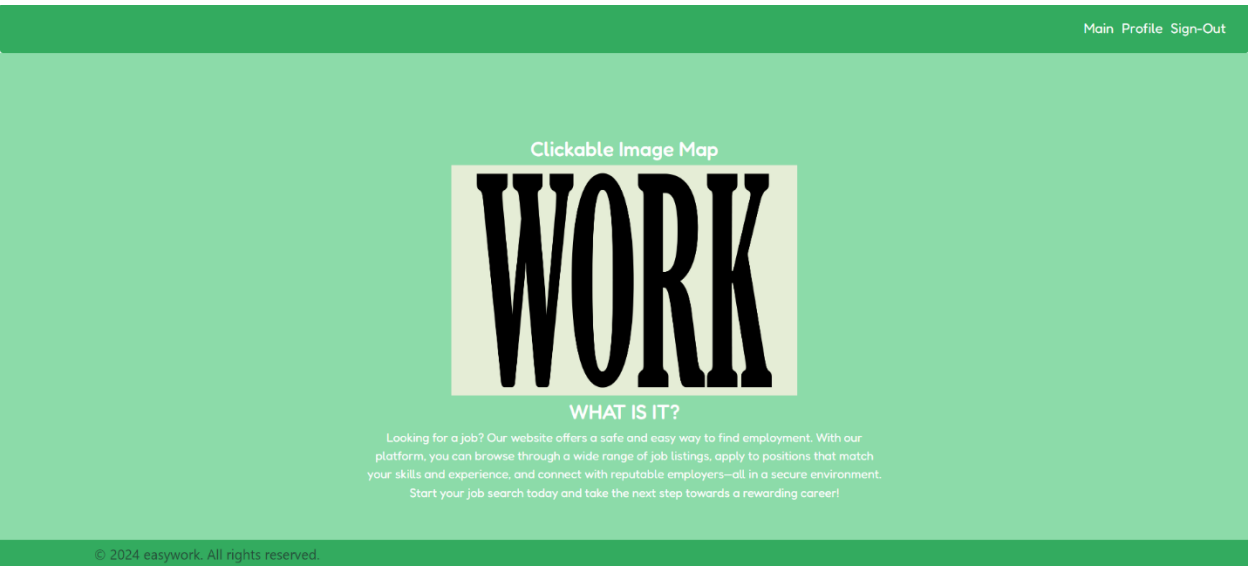 Main Profile Sign-Out
Clickable Image Map
WORK
WHAT IS IT?
Looking for a job? Our website offers a safe and easy way to find employment. With our
platform, you can browse through a wide range of job listings, apply to positions that match
your skills and experience, and connect with reputable employers—all in a secure environment.
Start your job search today and take the next step towards a rewarding career!
© 2024 easywork. All rights reserved.